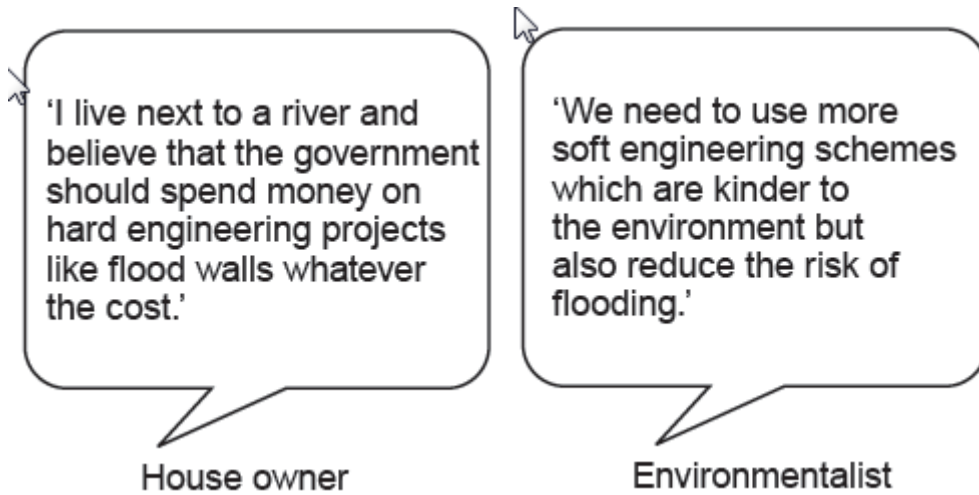 ‘I live next to a river and
believe that the government
should spend money on
hard engineering projects
like flood walls whatever
the cost.’
House owner
‘We need to use more
soft engineering schemes
which are kinder to
the environment but
also reduce the risk of
flooding.’
Environmentalist